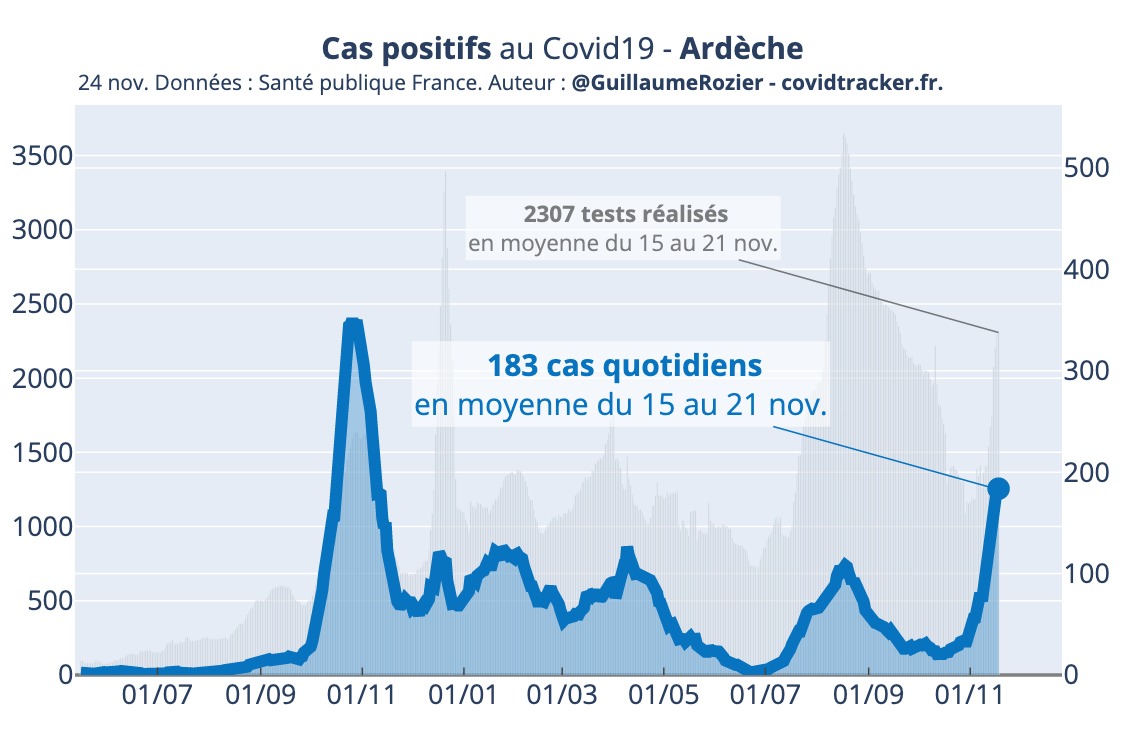 Cas positifs au Covid19 - Ardèche
24 nov. Données : Santé publique France. Auteur : @GuillaumeRozier - covidtracker.fr.
3500
3000
2500
2000
1500
1000
500
0
500
400
300
200
100
0
2307 tests réalisés
en moyenne du 15 au 21 nov.
183 cas quotidiens
en moyenne du 15 au 21 nov.
01/07 01/09 01/11 01/01 01/03 01/05 01/07 01/09 01/11